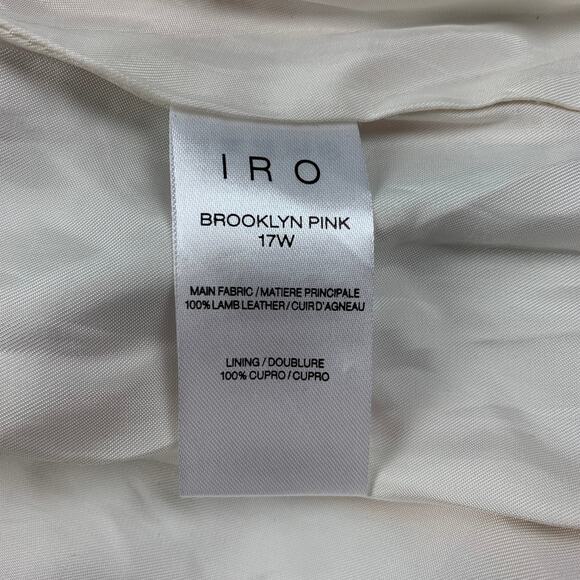 IRO
BROOKLYN PINK
17W
MAIN FABRIC / MATIERE PRINCIPALE
100% LAMB LEATHER / CUIR D'AGNEAU
LINING / DOUBLURE
100% CUPRO / CUPRO